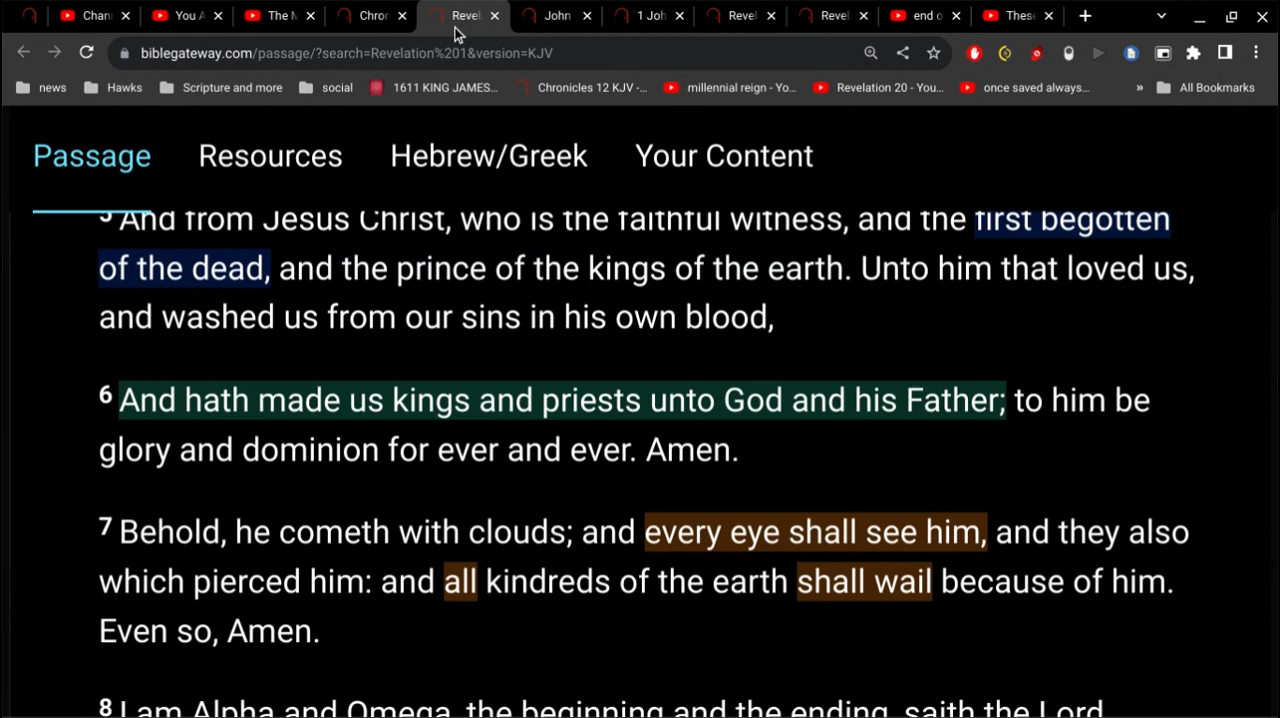 Chan
You A
The M
Chro
Revel
John
1 Joh
Revel
Revel
end o
These
biblegateway.com/passage/?search=Revelation%201&version=KJV
news
Hawks
Scripture and more
social
1611 KING JAMES...
Chronicles 12 KJV -...
millennial reign - Yo...
Revelation 20 - You...
once saved always...
»
All Bookmarks
Passage
Resources
Hebrew/Greek
Your Content
5 And from Jesus Christ, who is the faithful witness, and the first begotten
of the dead, and the prince of the kings of the earth. Unto him that loved us,
and washed us from our sins in his own blood,
6 And hath made us kings and priests unto God and his Father; to him be
glory and dominion for ever and ever. Amen.
7 Behold, he cometh with clouds; and every eye shall see him, and they also
which pierced him: and all kindreds of the earth shall wail because of him.
Even so, Amen.
8 I am Alpha and Omega, the beginning and the ending, saith the Lord